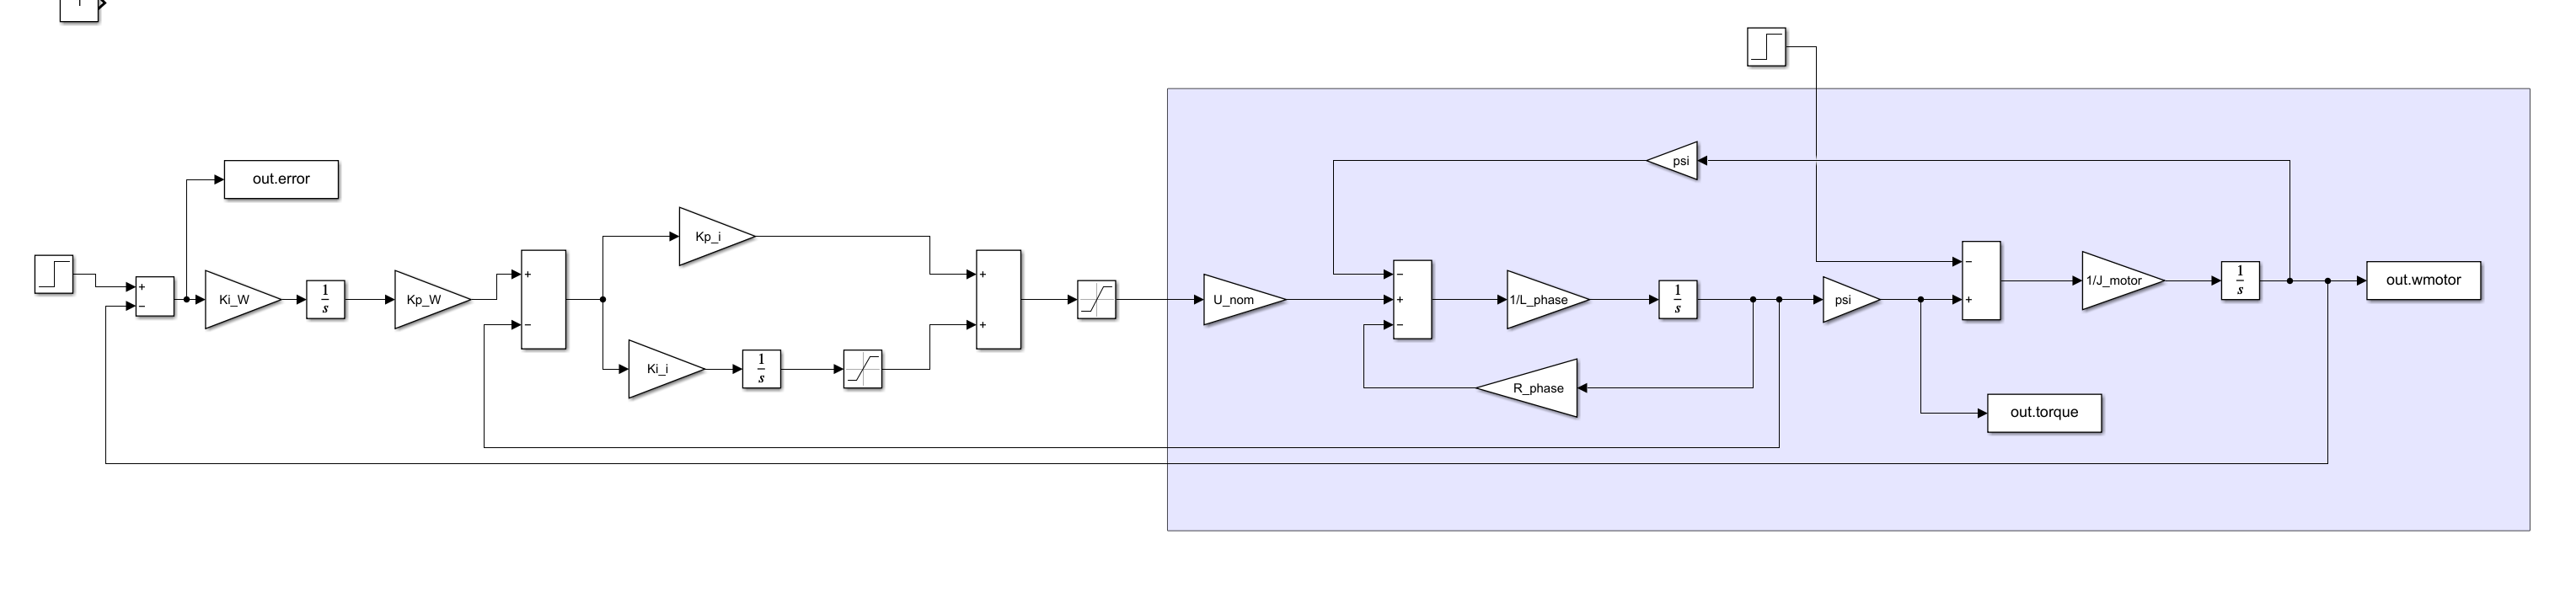 1
psi
out.error
+
−
Ki_W
1
s
Kp_W
+
−
Kp_i
Ki_i
1
s
+
+
U_nom
−
+
−
1/L_phase
1
s
R_phase
psi
−
+
1/J_motor
1
s
out.wmotor
out.torque